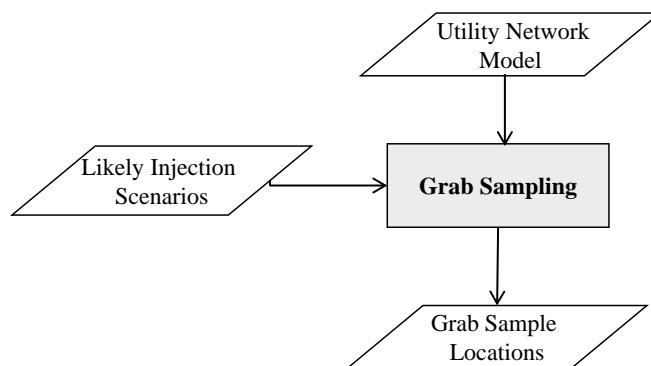 Utility Network
Model
Likely Injection
Scenarios
Grab Sampling
Grab Sample
Locations